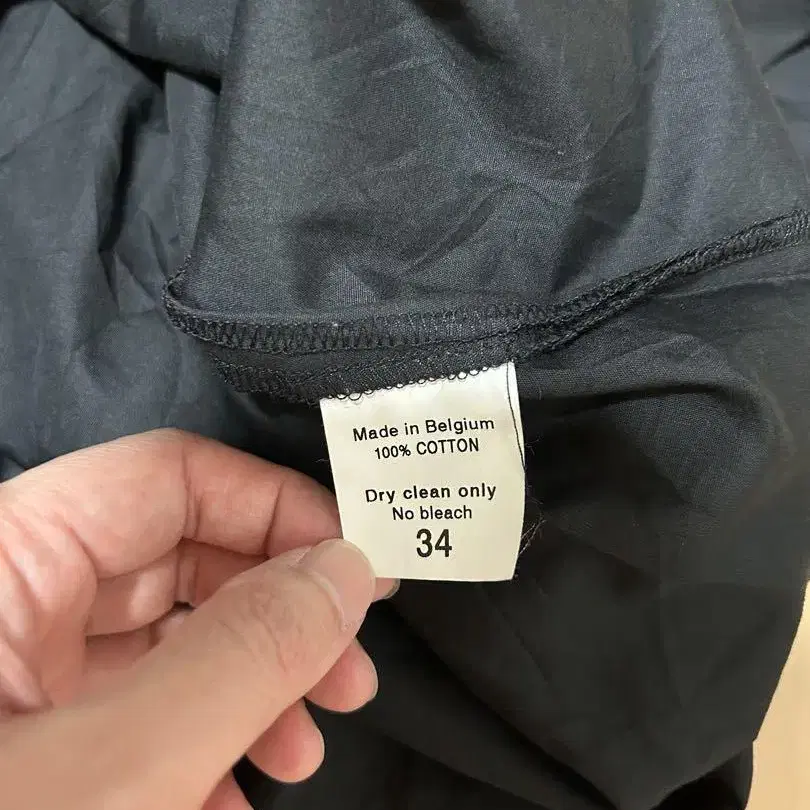 Made in Belgium
100% COTTON
Dry clean only
No bleach
34